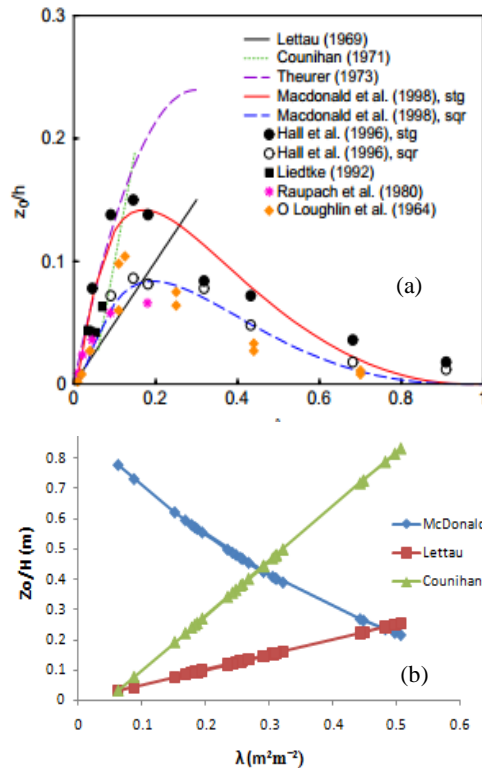 0.3
0.2
0.1
0
z₀/h
Lettau (1969)
Counihan (1971)
Theurer (1973)
Macdonald et al. (1998), stg
Macdonald et al. (1998), sqr
Hall et al. (1996), stg
Hall et al. (1996), sqr
Liedtke (1992)
Raupach et al. (1980)
O Loughlin et al. (1964)
(a)
0 0.2 0.4 0.6 0.8 1
0.8
0.7
0.6
0.5
0.4
0.3
0.2
0.1
0
Zo/H (m)
McDonald
Lettau
Counihan
(b)
0 0.1 0.2 0.3 0.4 0.5 0.6
λ (m²m⁻²)